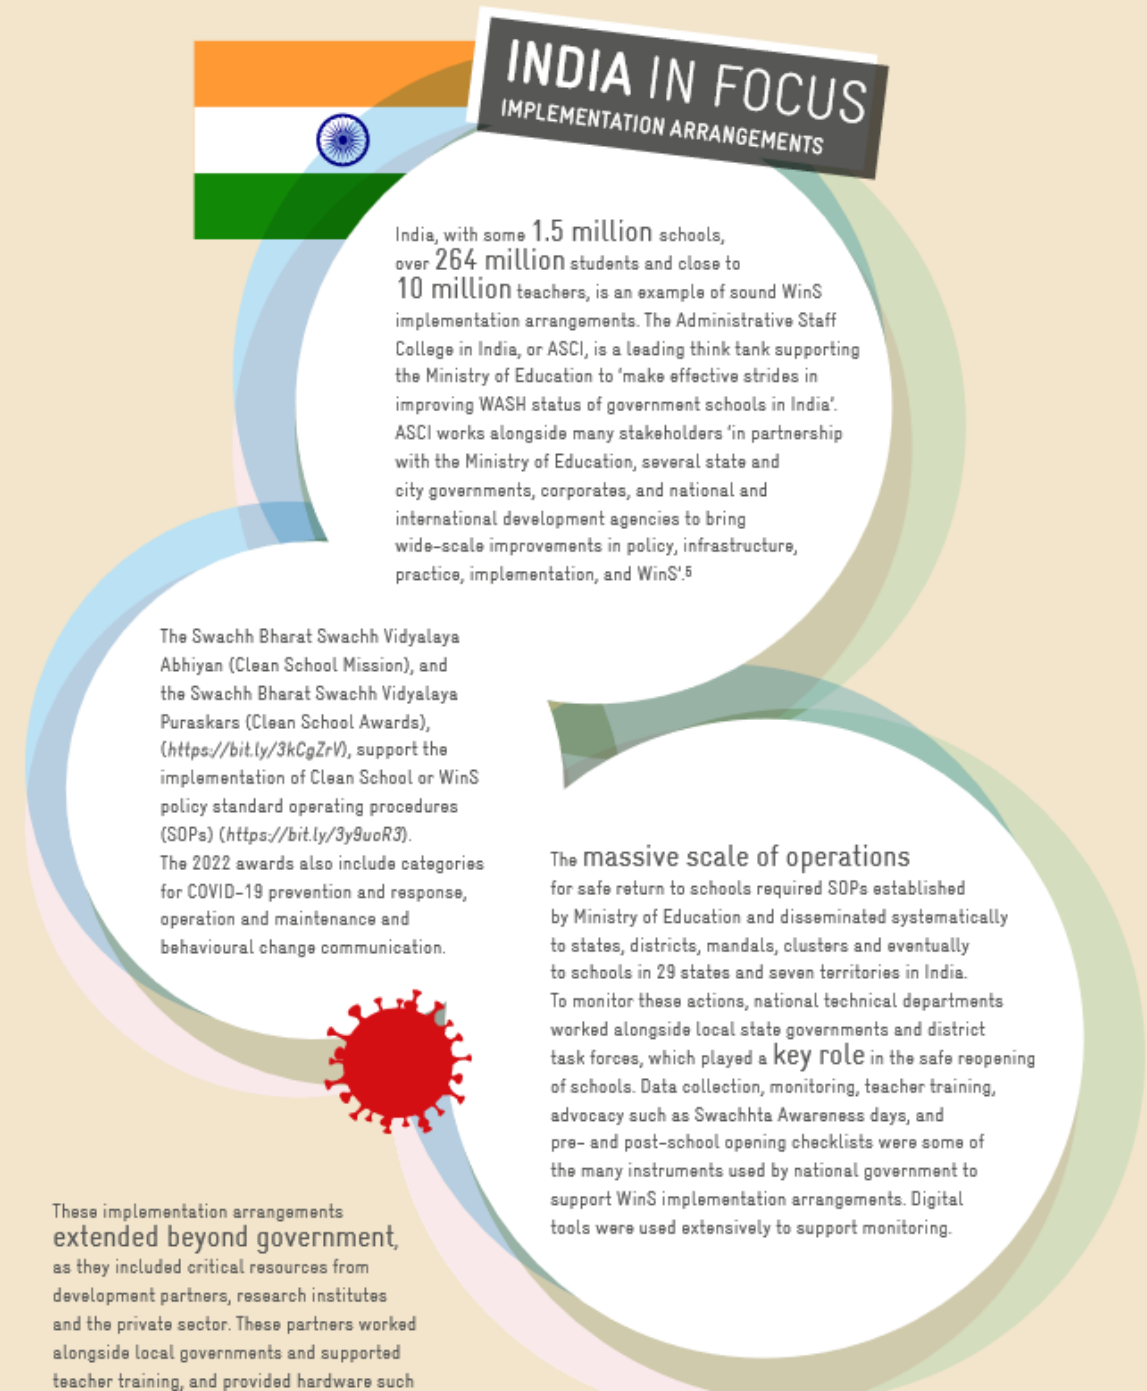 INDIA IN FOCUS
IMPLEMENTATION ARRANGEMENTS
India, with some 1.5 million schools,
over 264 million students and close to
10 million teachers, is an example of sound WinS
implementation arrangements. The Administrative Staff
College in India, or ASCI, is a leading think tank supporting
the Ministry of Education to ‘make effective strides in
improving WASH status of government schools in India’.
ASCI works alongside many stakeholders ‘in partnership
with the Ministry of Education, several state and
city governments, corporates, and national and
international development agencies to bring
wide-scale improvements in policy, infrastructure,
practice, implementation, and WinS’.5
The Swachh Bharat Swachh Vidyalaya
Abhiyan (Clean School Mission), and
the Swachh Bharat Swachh Vidyalaya
Puraskars (Clean School Awards),
(https://bit.ly/3kCgZrV), support the
implementation of Clean School or WinS
policy standard operating procedures
(SOPs) (https://bit.ly/3y9uoR3).
The 2022 awards also include categories
for COVID-19 prevention and response,
operation and maintenance and
behavioural change communication.
The massive scale of operations
for safe return to schools required SOPs established
by Ministry of Education and disseminated systematically
to states, districts, mandals, clusters and eventually
to schools in 29 states and seven territories in India.
To monitor these actions, national technical departments
worked alongside local state governments and district
task forces, which played a key role in the safe reopening
of schools. Data collection, monitoring, teacher training,
advocacy such as Swachhta Awareness days, and
pre- and post-school opening checklists were some of
the many instruments used by national government to
support WinS implementation arrangements. Digital
tools were used extensively to support monitoring.
These implementation arrangements
extended beyond government,
as they included critical resources from
development partners, research institutes
and the private sector. These partners worked
alongside local governments and supported
teacher training, and provided hardware such